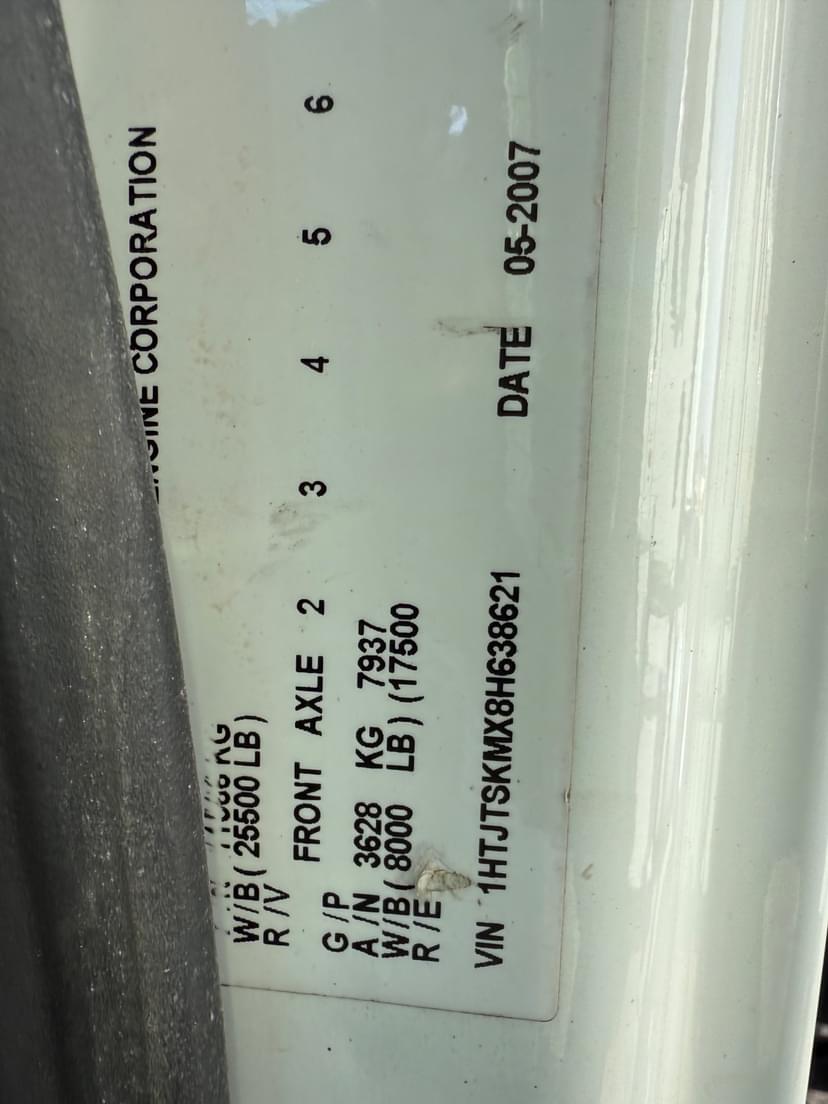 ENGINE CORPORATION
W/B ( 25500 LB )
R /V
FRONT AXLE 2 3 4 5 6
G /P
A /N 3628 KG 7937
W/B ( 8000 LB ) (17500
R /E
VIN 1HTJTSKMX8H638621 DATE 05-2007